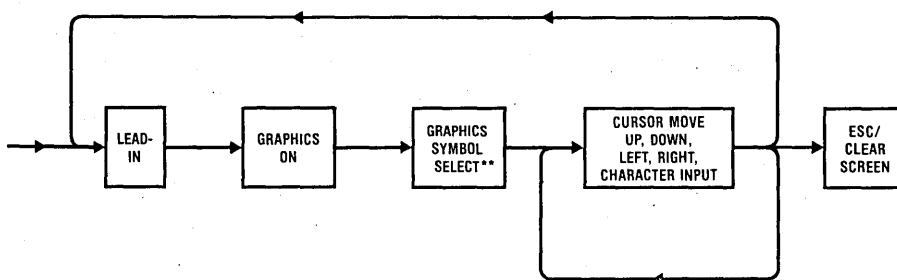 LEAD-
IN
GRAPHICS
ON
GRAPHICS
SYMBOL
SELECT**
CURSOR MOVE
UP, DOWN,
LEFT, RIGHT,
CHARACTER INPUT
ESC/
CLEAR
SCREEN